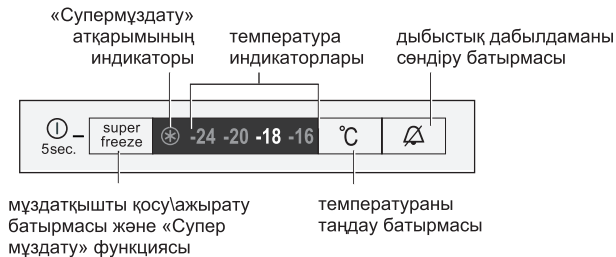 «Супермұздату»
атқарымының
индикаторы
температура
индикаторлары
дыбыстық дабылдаманы
сөндіру батырмасы
5sec.
super
freeze
-24 -20 -18 -16
°C
мұздатқышты қосу\ажырату
батырмасы және «Супер
мұздату» функциясы
температураны
таңдау батырмасы